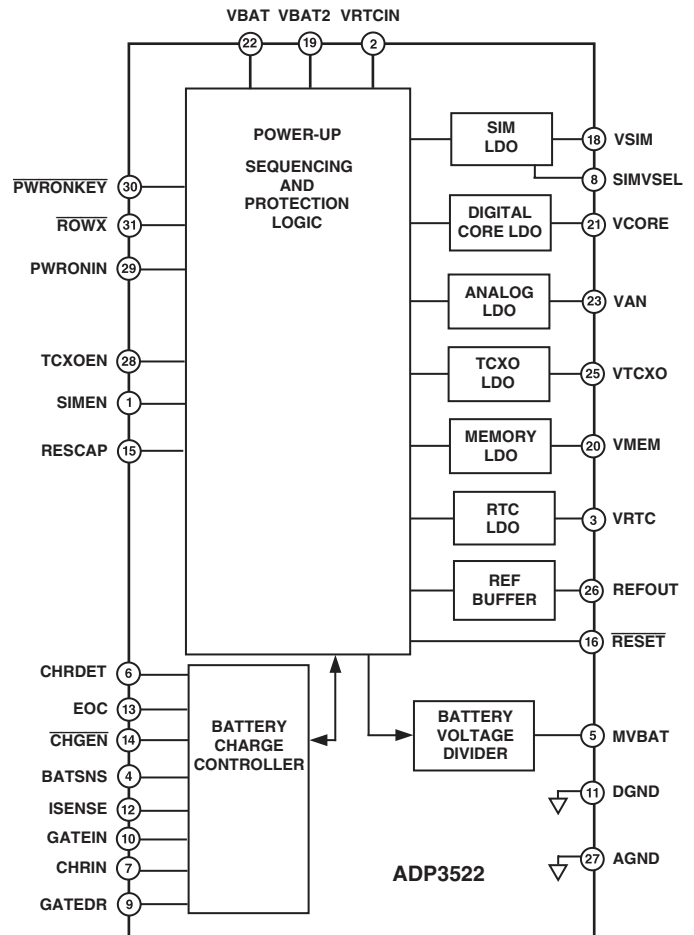 VBAT VBAT2 VRTCIN
22 19 2
POWER-UP
SEQUENCING
AND
PROTECTION
LOGIC
PWRONKEY 30
ROWX 31
PWRONIN 29
TCXOEN 28
SIMEN 1
RESCAP 15
SIM
LDO
18 VSIM
8 SIMVSEL
DIGITAL
CORE LDO
21 VCORE
ANALOG
LDO
23 VAN
TCXO
LDO
25 VTCXO
MEMORY
LDO
20 VMEM
RTC
LDO
3 VRTC
REF
BUFFER
26 REFOUT
16 RESET
CHRDET 6
EOC 13
CHGEN 14
BATSNS 4
ISENSE 12
GATEIN 10
CHRIN 7
GATEDR 9
BATTERY
CHARGE
CONTROLLER
BATTERY
VOLTAGE
DIVIDER
5 MVBAT
11 DGND
27 AGND
ADP3522